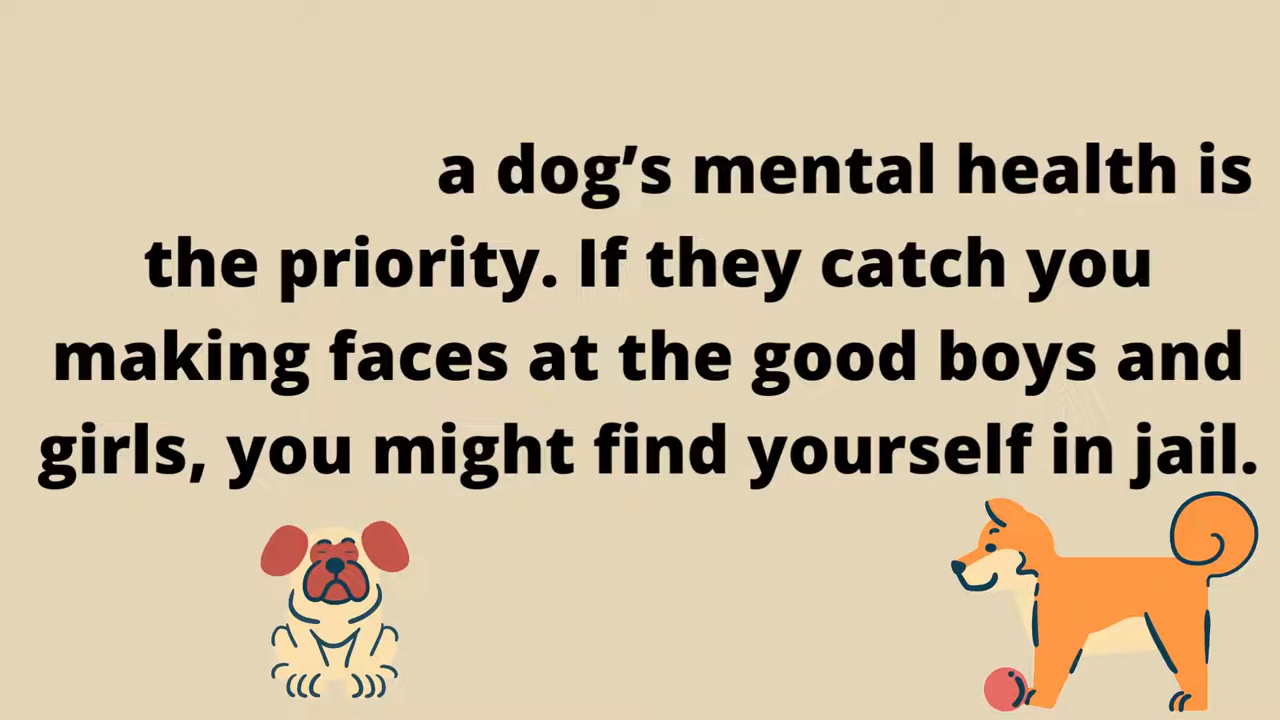 a dog’s mental health is
the priority. If they catch you
making faces at the good boys and
girls, you might find yourself in jail.